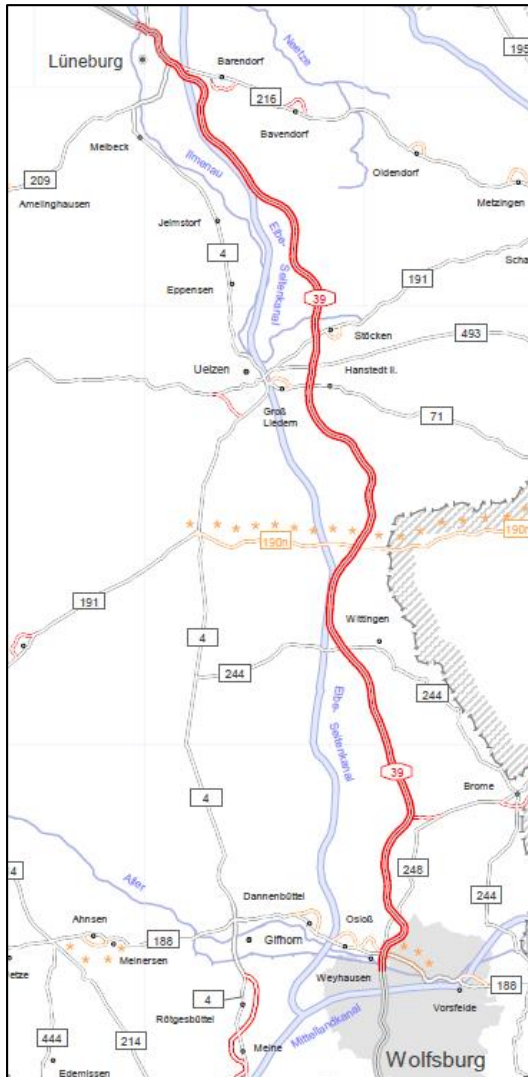 Neetze
195
Lüneburg
Barendorf
216
Bavendorf
Melbeck
Ilmenau
Oldendorf
209
Metzingen
Amelinghausen
Jelmstorf
Elbe-
Seitenkanal
4
Scha
191
Eppensen
39
Stöcken
493
Uelzen
Hanstedt II.
Groß
Liedern
71
190n
190n
191
4
Wittingen
244
244
Elbe-
Seitenkanal
39
Brome
4
248
244
4
Aller
Dannenbüttel
Ahnsen
Osloß
188
Gifhorn
Meinersen
etze
Weyhausen
188
4
Vorsfelde
Rötgesbüttel
Mittellandkanal
444
214
Meine
Edemissen
Wolfsburg